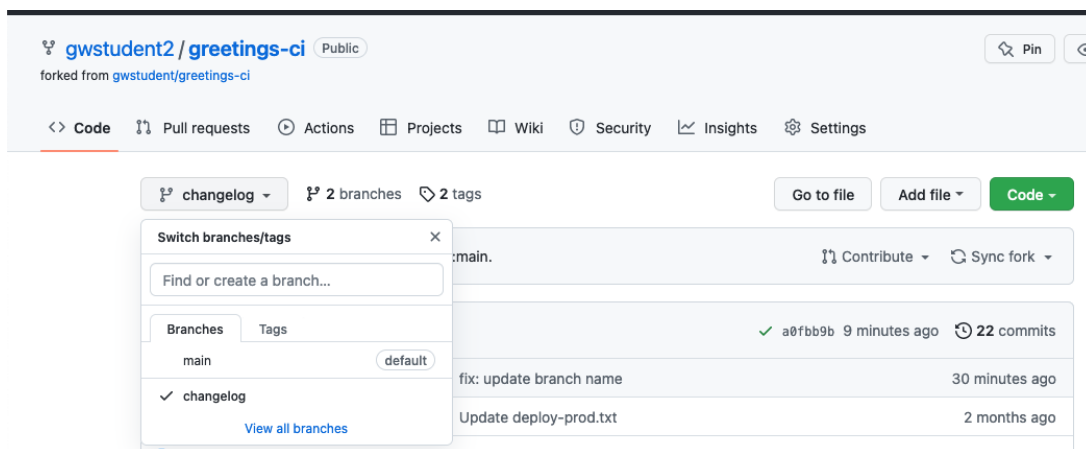 gwstudent2 / greetings-ci Public
Pin
forked from gwstudent/greetings-ci
<> Code Pull requests Actions Projects Wiki Security Insights Settings
changelog 2 branches 2 tags Go to file Add file Code
Switch branches/tags
:main. Contribute Sync fork
Find or create a branch...
Branches Tags
a0fbb9b 9 minutes ago 22 commits
main default
fix: update branch name 30 minutes ago
changelog
Update deploy-prod.txt 2 months ago
View all branches